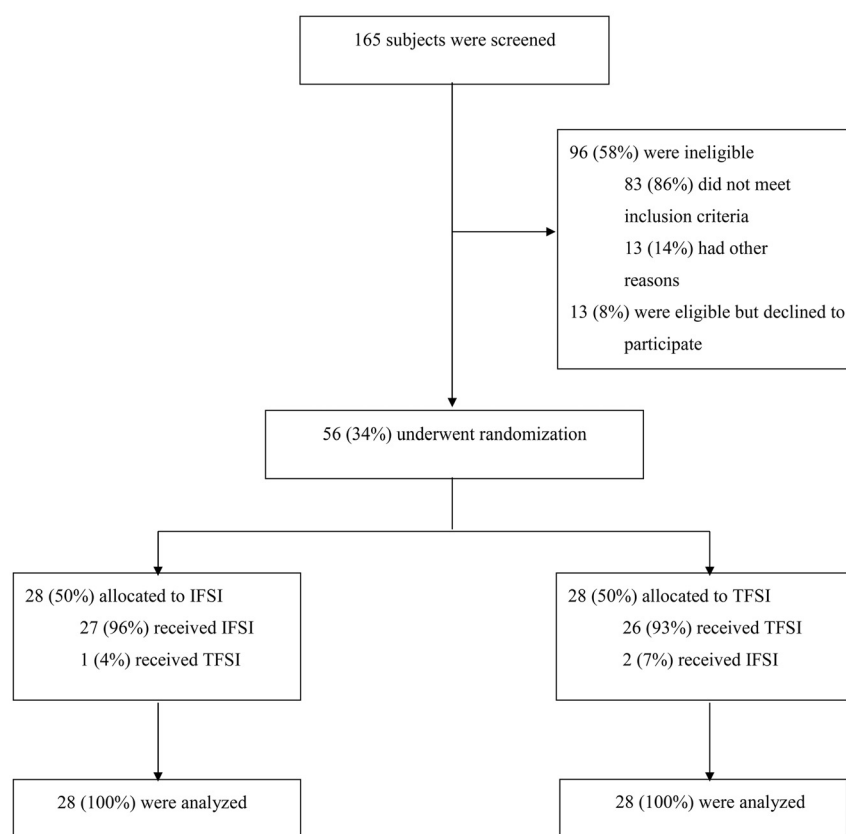 165 subjects were screened
96 (58%) were ineligible
83 (86%) did not meet
inclusion criteria
13 (14%) had other
reasons
13 (8%) were eligible but declined to
participate
56 (34%) underwent randomization
28 (50%) allocated to IFSI
27 (96%) received IFSI
1 (4%) received TFSI
28 (50%) allocated to TFSI
26 (93%) received TFSI
2 (7%) received IFSI
28 (100%) were analyzed
28 (100%) were analyzed